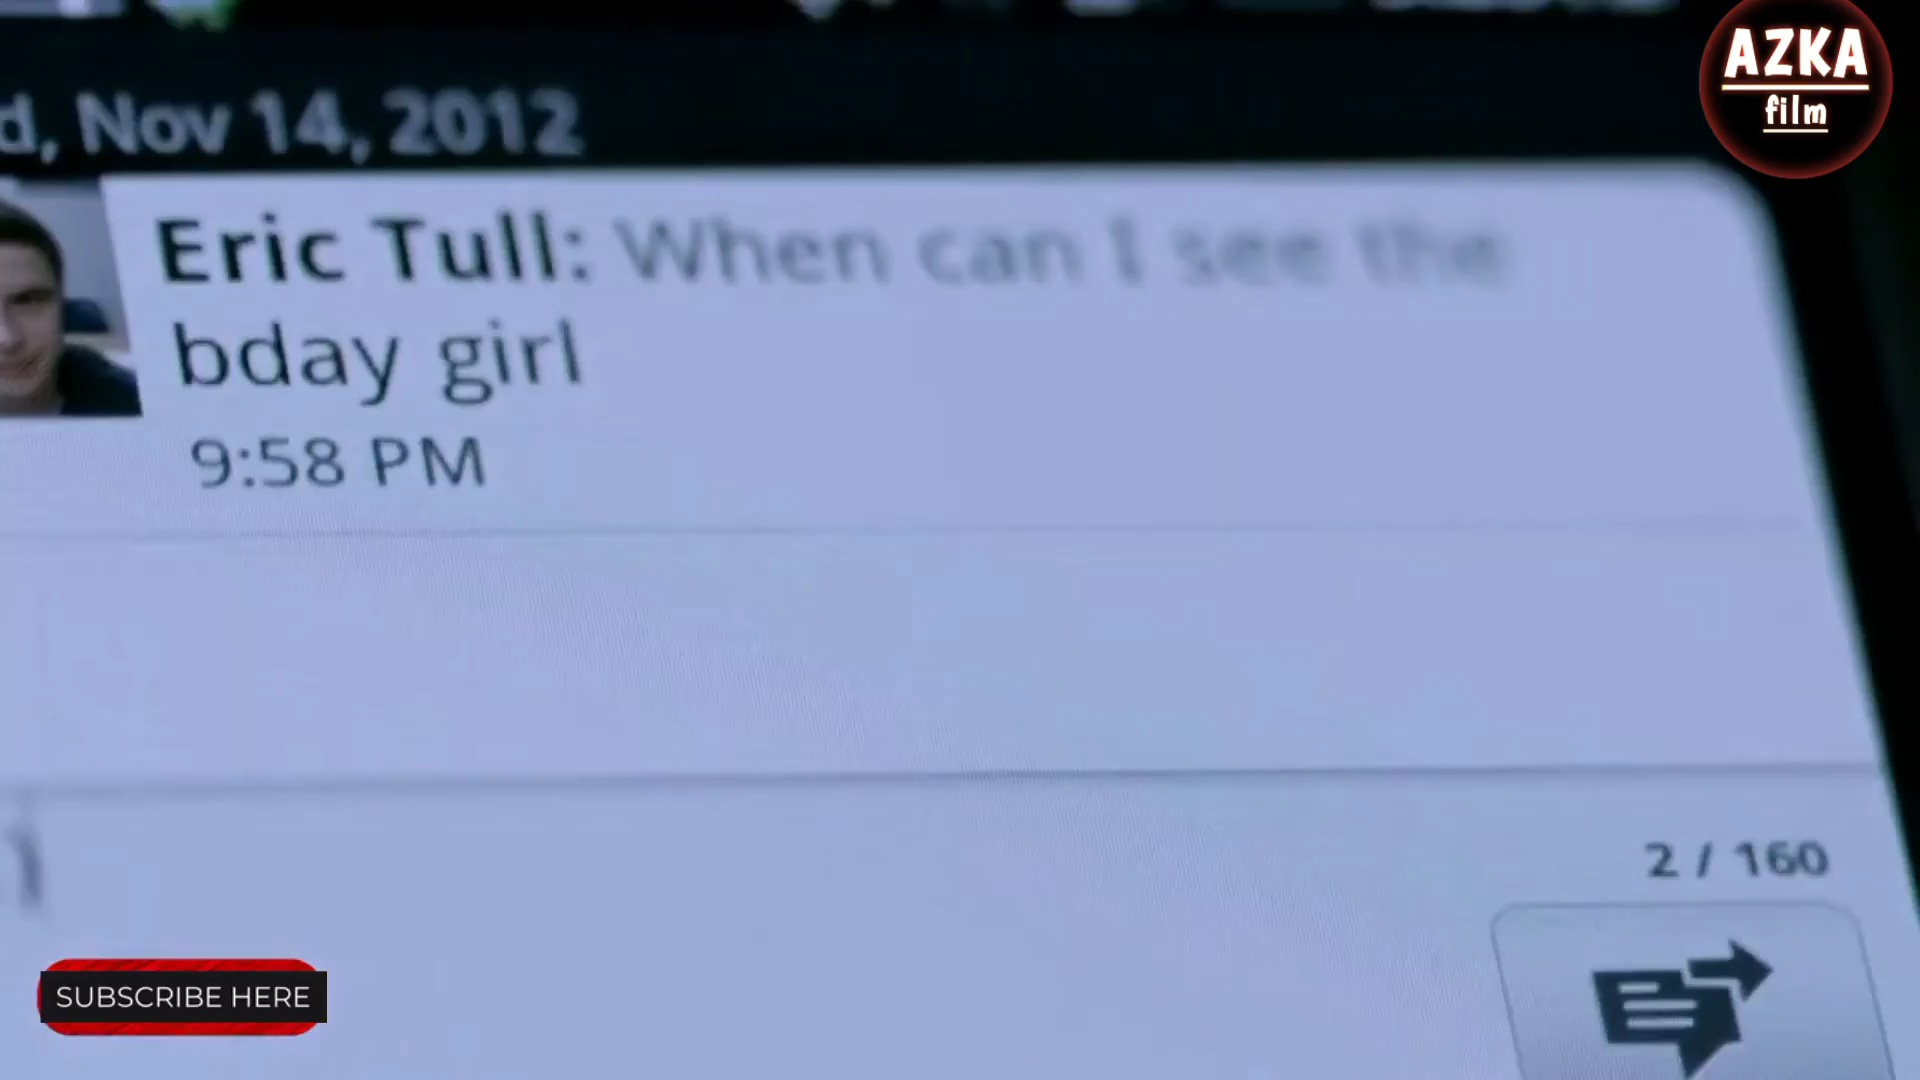 AZKA
film
d, Nov 14, 2012
Eric Tull: When can I see the
bday girl
9:58 PM
2 / 160
SUBSCRIBE HERE